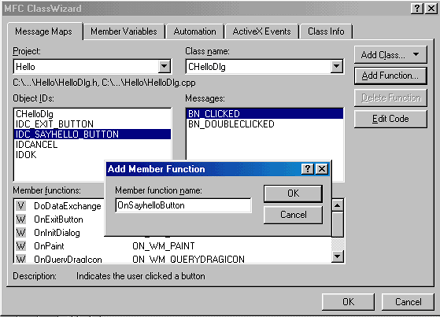 MFC ClassWizard
Message Maps Member Variables Automation ActiveX Events Class Info
Project: Class name:
Hello CHelloDlg Add Class...
C:\...\Hello\HelloDlg.h, C:\...\Hello\HelloDlg.cpp Add Function...
Object IDs: Messages: Delete Function
CHelloDlg BN_CLICKED
IDC_EXIT_BUTTON BN_DOUBLECLICKED Edit Code
IDC_SAYHELLO_BUTTON
IDCANCEL
IDOK
Add Member Function
Member functions: Member function name: OK
V DoDataExchange OnSayhelloButton
W OnExitButton Cancel
W OnInitDialog
W OnPaint ON_WM_PAINT
W OnQueryDragIcon ON_WM_QUERYDRAGICON
Description: Indicates the user clicked a button
OK Cancel